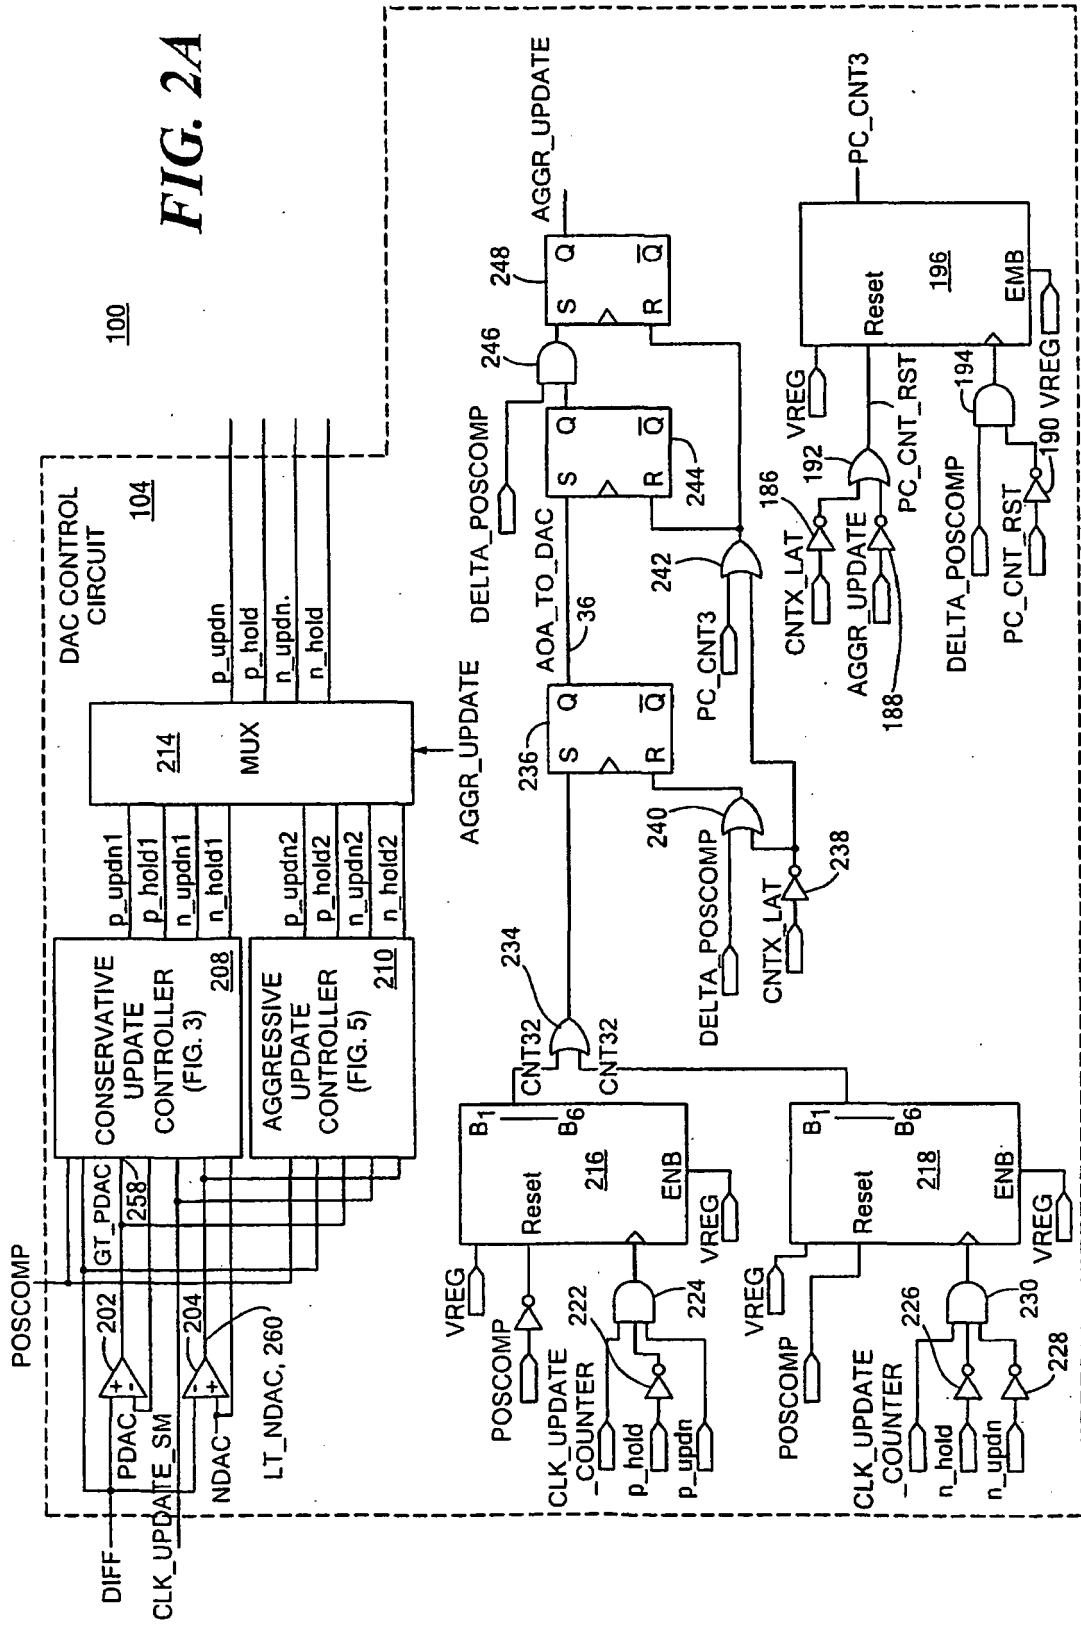 FIG. 2A
100
DAC CONTROL
CIRCUIT
104
POSCOMP
DIFF
CLK_UPDATE_SM
PDAC
NDAC
202
204
+
-
-
+
GT_PDAC
258
LT_NDAC, 260
CONSERVATIVE
UPDATE
CONTROLLER
(FIG. 3)
208
AGGRESSIVE
UPDATE
CONTROLLER
(FIG. 5)
210
p_updn1
p_hold1
n_updn1
n_hold1
p_updn2
p_hold2
n_updn2
n_hold2
214
MUX
AGGR_UPDATE
p_updn
p_hold
n_updn.
n_hold
VREG
POSCOMP
CLK_UPDATE
_COUNTER
p_hold
p_updn
222
224
Reset
216
B1
B6
ENB
VREG
CNT32
CNT32
234
VREG
POSCOMP
CLK_UPDATE
_COUNTER
n_hold
n_updn
226
228
230
Reset
218
B1
B6
ENB
VREG
236
S
Q
R
Q
AOA_TO_DAC
36
DELTA_POSCOMP
240
CNTX_LAT
238
PC_CNT3
242
DELTA_POSCOMP
S
Q
R
Q
244
246
248
S
Q
R
Q
AGGR_UPDATE
CNTX_LAT
186
AGGR_UPDATE
188
192
PC_CNT_RST
VREG
Reset
196
EMB
VREG
PC_CNT3
DELTA_POSCOMP
PC_CNT_RST
190
194